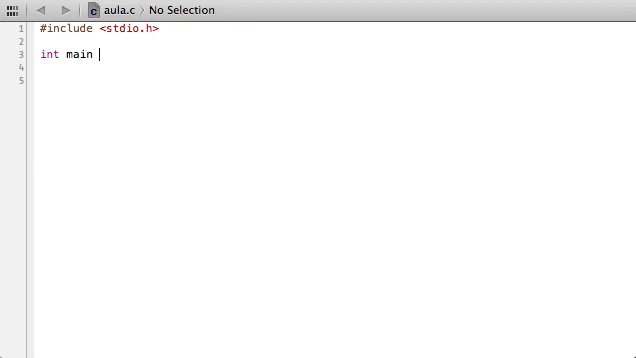 aula.c 〉 No Selection
1 #include <stdio.h>
2
3 int main
4
5